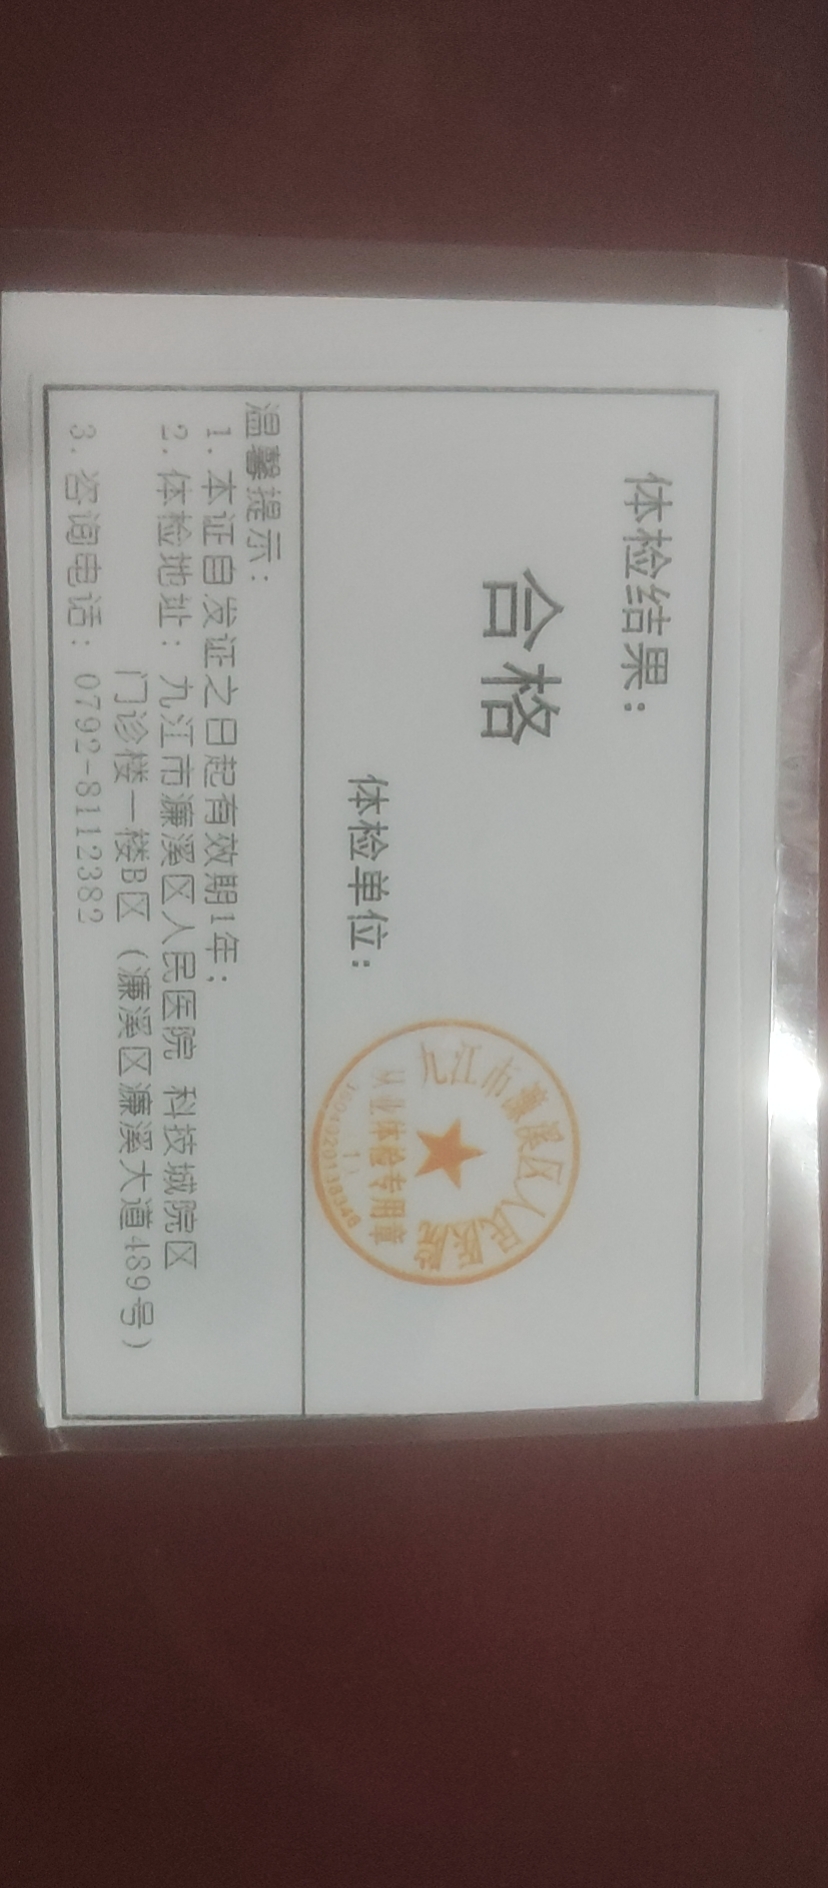 体检结果：
合格
体检单位：
九江市濂溪区人民医院
从业体检专用章
温馨提示：
1.本证自发证之日起有效期1年；
2.体检地址：九江市濂溪区人民医院 科技城院区
门诊楼一楼B区（濂溪区濂溪大道489号）
3.咨询电话：0792-8112382